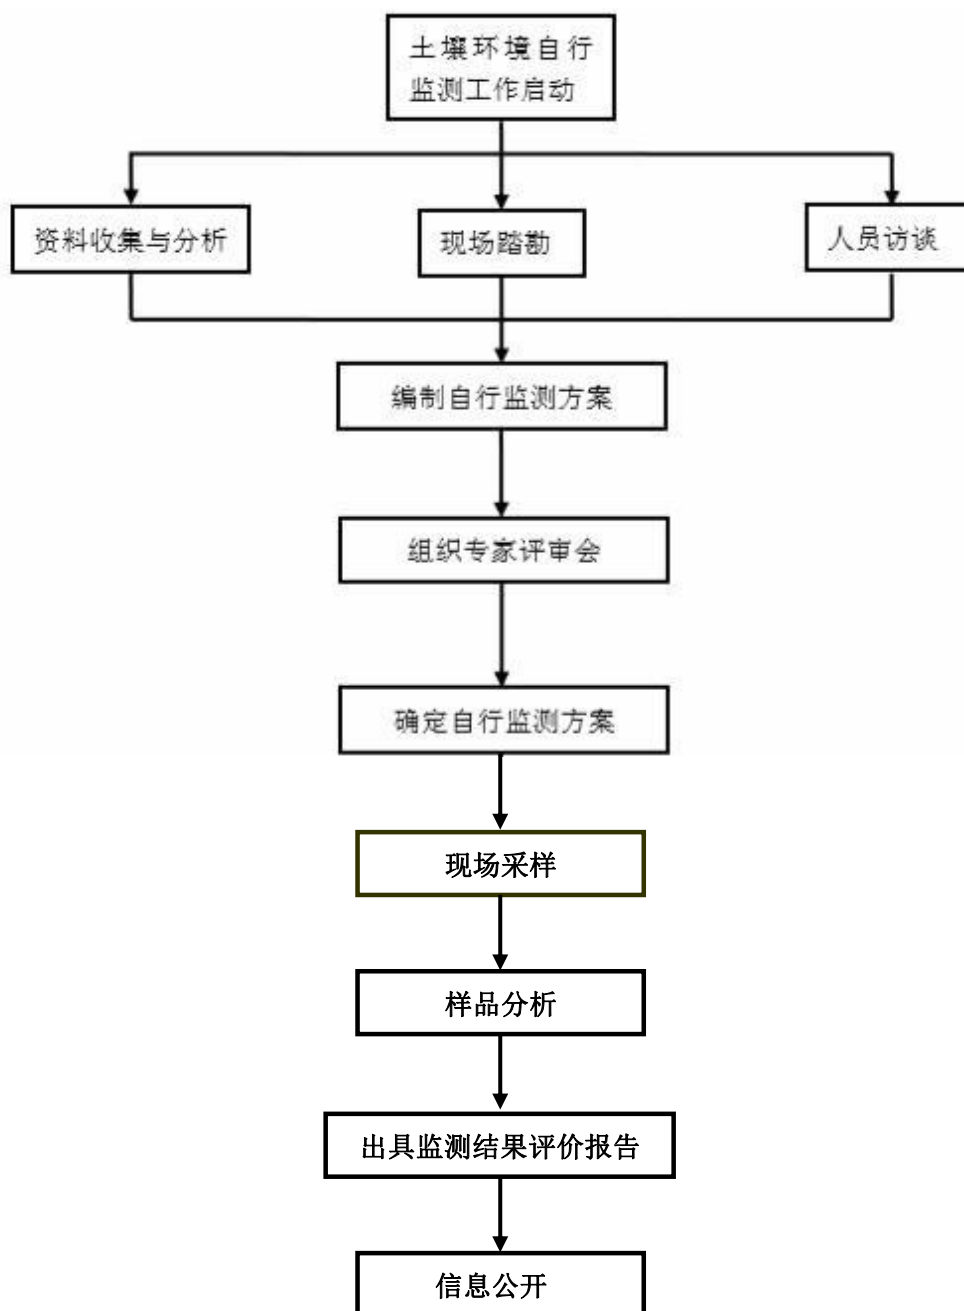 土壤环境自行
监测工作启动
资料收集与分析
现场踏勘
人员访谈
编制自行监测方案
组织专家评审会
确定自行监测方案
现场采样
样品分析
出具监测结果评价报告
信息公开